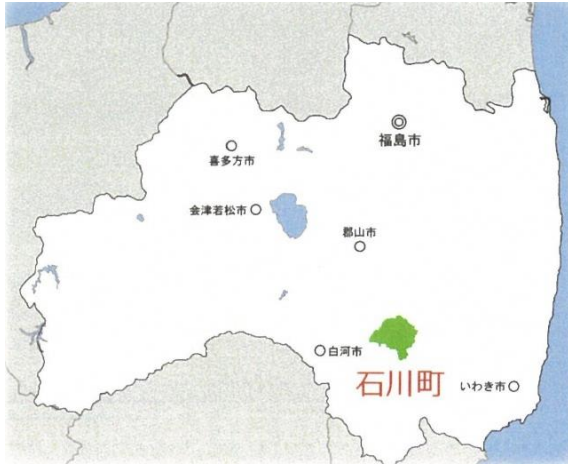 福島市
喜多方市
会津若松市
郡山市
白河市
石川町
いわき市